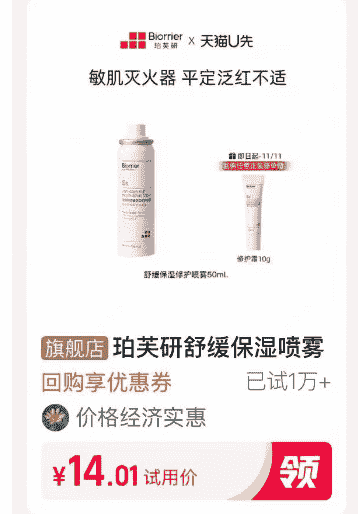 Biorrier 珀芙研 × 天猫U先
敏肌灭火器 平定泛红不适
即日起-11/11
Biorrier
修护霜10g
舒缓保湿修护喷雾50mL
旗舰店 珀芙研舒缓保湿喷雾
回购享优惠券 已试1万+
价格经济实惠
¥14.01 试用价 领